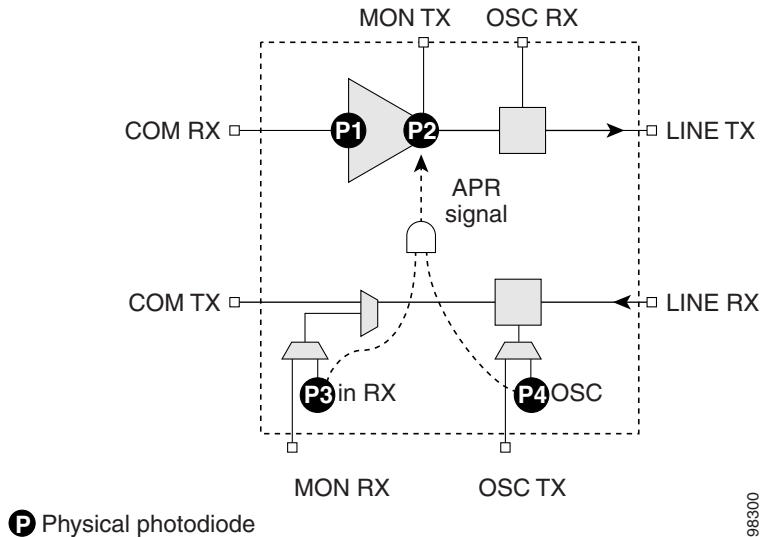 MON TX
OSC RX
COM RX
P1
P2
LINE TX
APR
signal
COM TX
LINE RX
P3
in RX
P4
OSC
MON RX
OSC TX
P Physical photodiode
98300